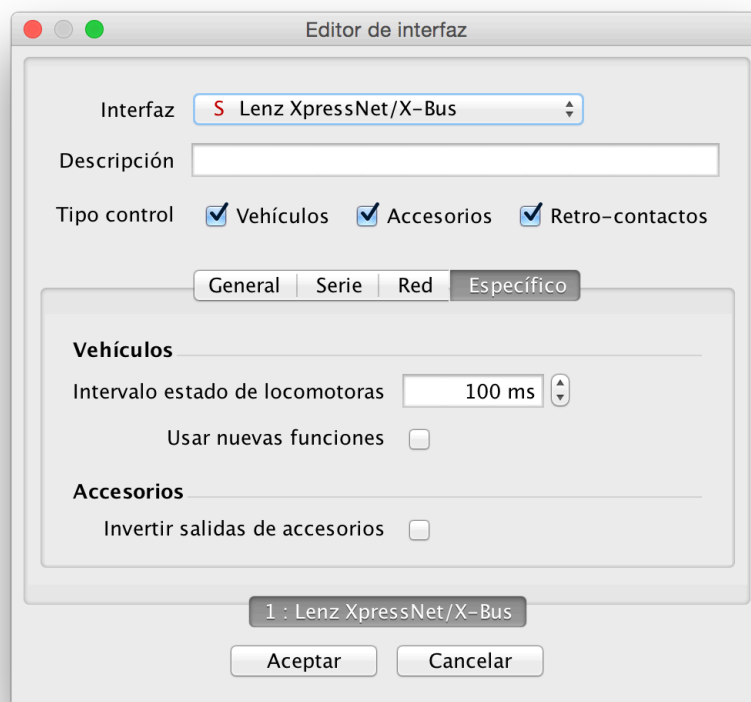 Editor de interfaz
Interfaz S Lenz XpressNet/X-Bus
Descripción
Tipo control Vehículos Accesorios Retro-contactos
General Serie Red Específico
Vehículos
Intervalo estado de locomotoras 100 ms
Usar nuevas funciones
Accesorios
Invertir salidas de accesorios
1 : Lenz XpressNet/X-Bus
Aceptar Cancelar